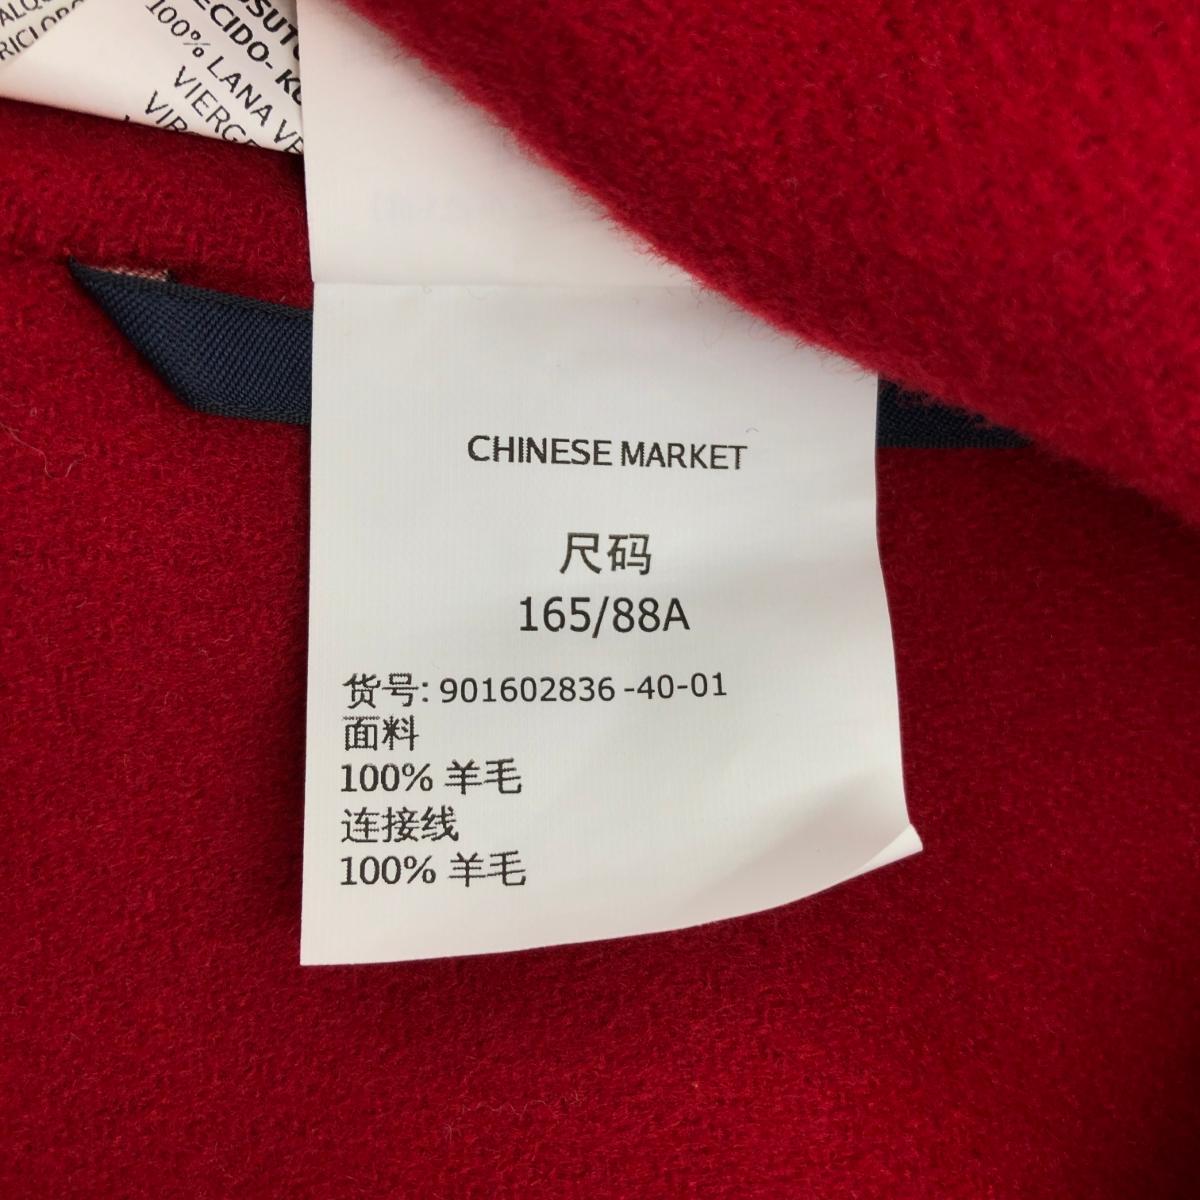 100% LANA
VIERGE
CHINESE MARKET
尺码
165/88A
货号: 901602836 -40-01
面料
100% 羊毛
连接线
100% 羊毛